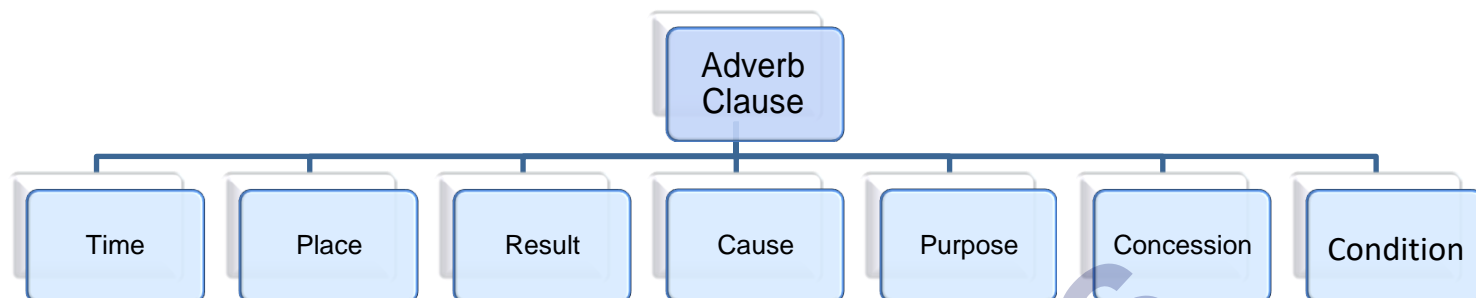 Adverb
Clause
Time
Place
Result
Cause
Purpose
Concession
Condition